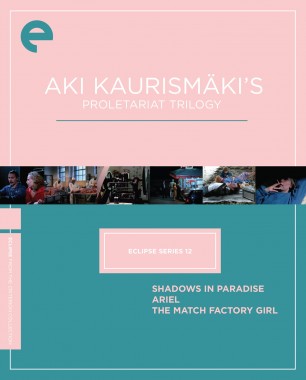 e
AKI KAURISMÄKI'S
PROLETARIAT TRILOGY
ECLIPSE SERIES 12
SHADOWS IN PARADISE
ARIEL
THE MATCH FACTORY GIRL